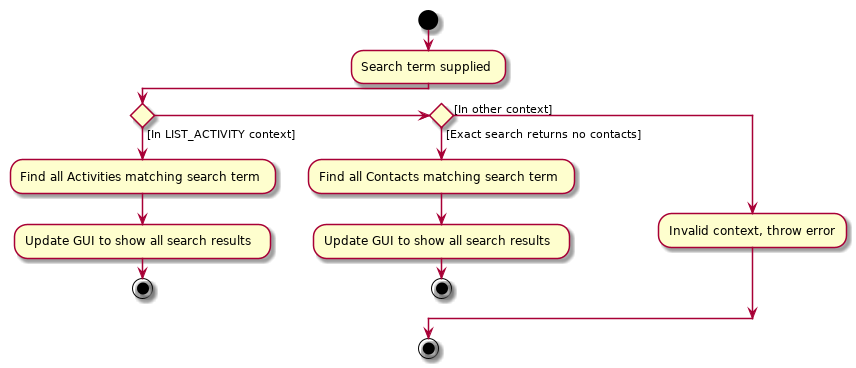 Search term supplied
[In other context]
[In LIST_ACTIVITY context]
[Exact search returns no contacts]
Find all Activities matching search term
Find all Contacts matching search term
Invalid context, throw error
Update GUI to show all search results
Update GUI to show all search results